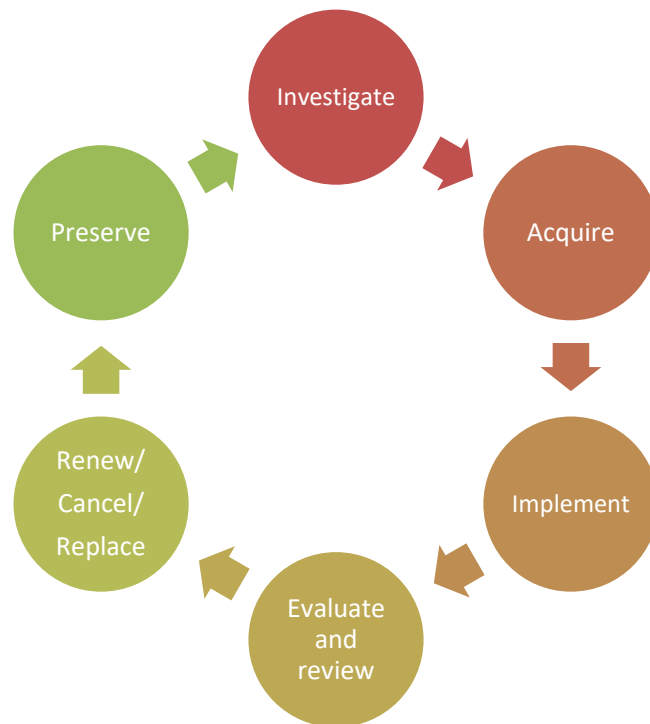 Investigate
Acquire
Implement
Evaluate
and
review
Renew/
Cancel/
Replace
Preserve